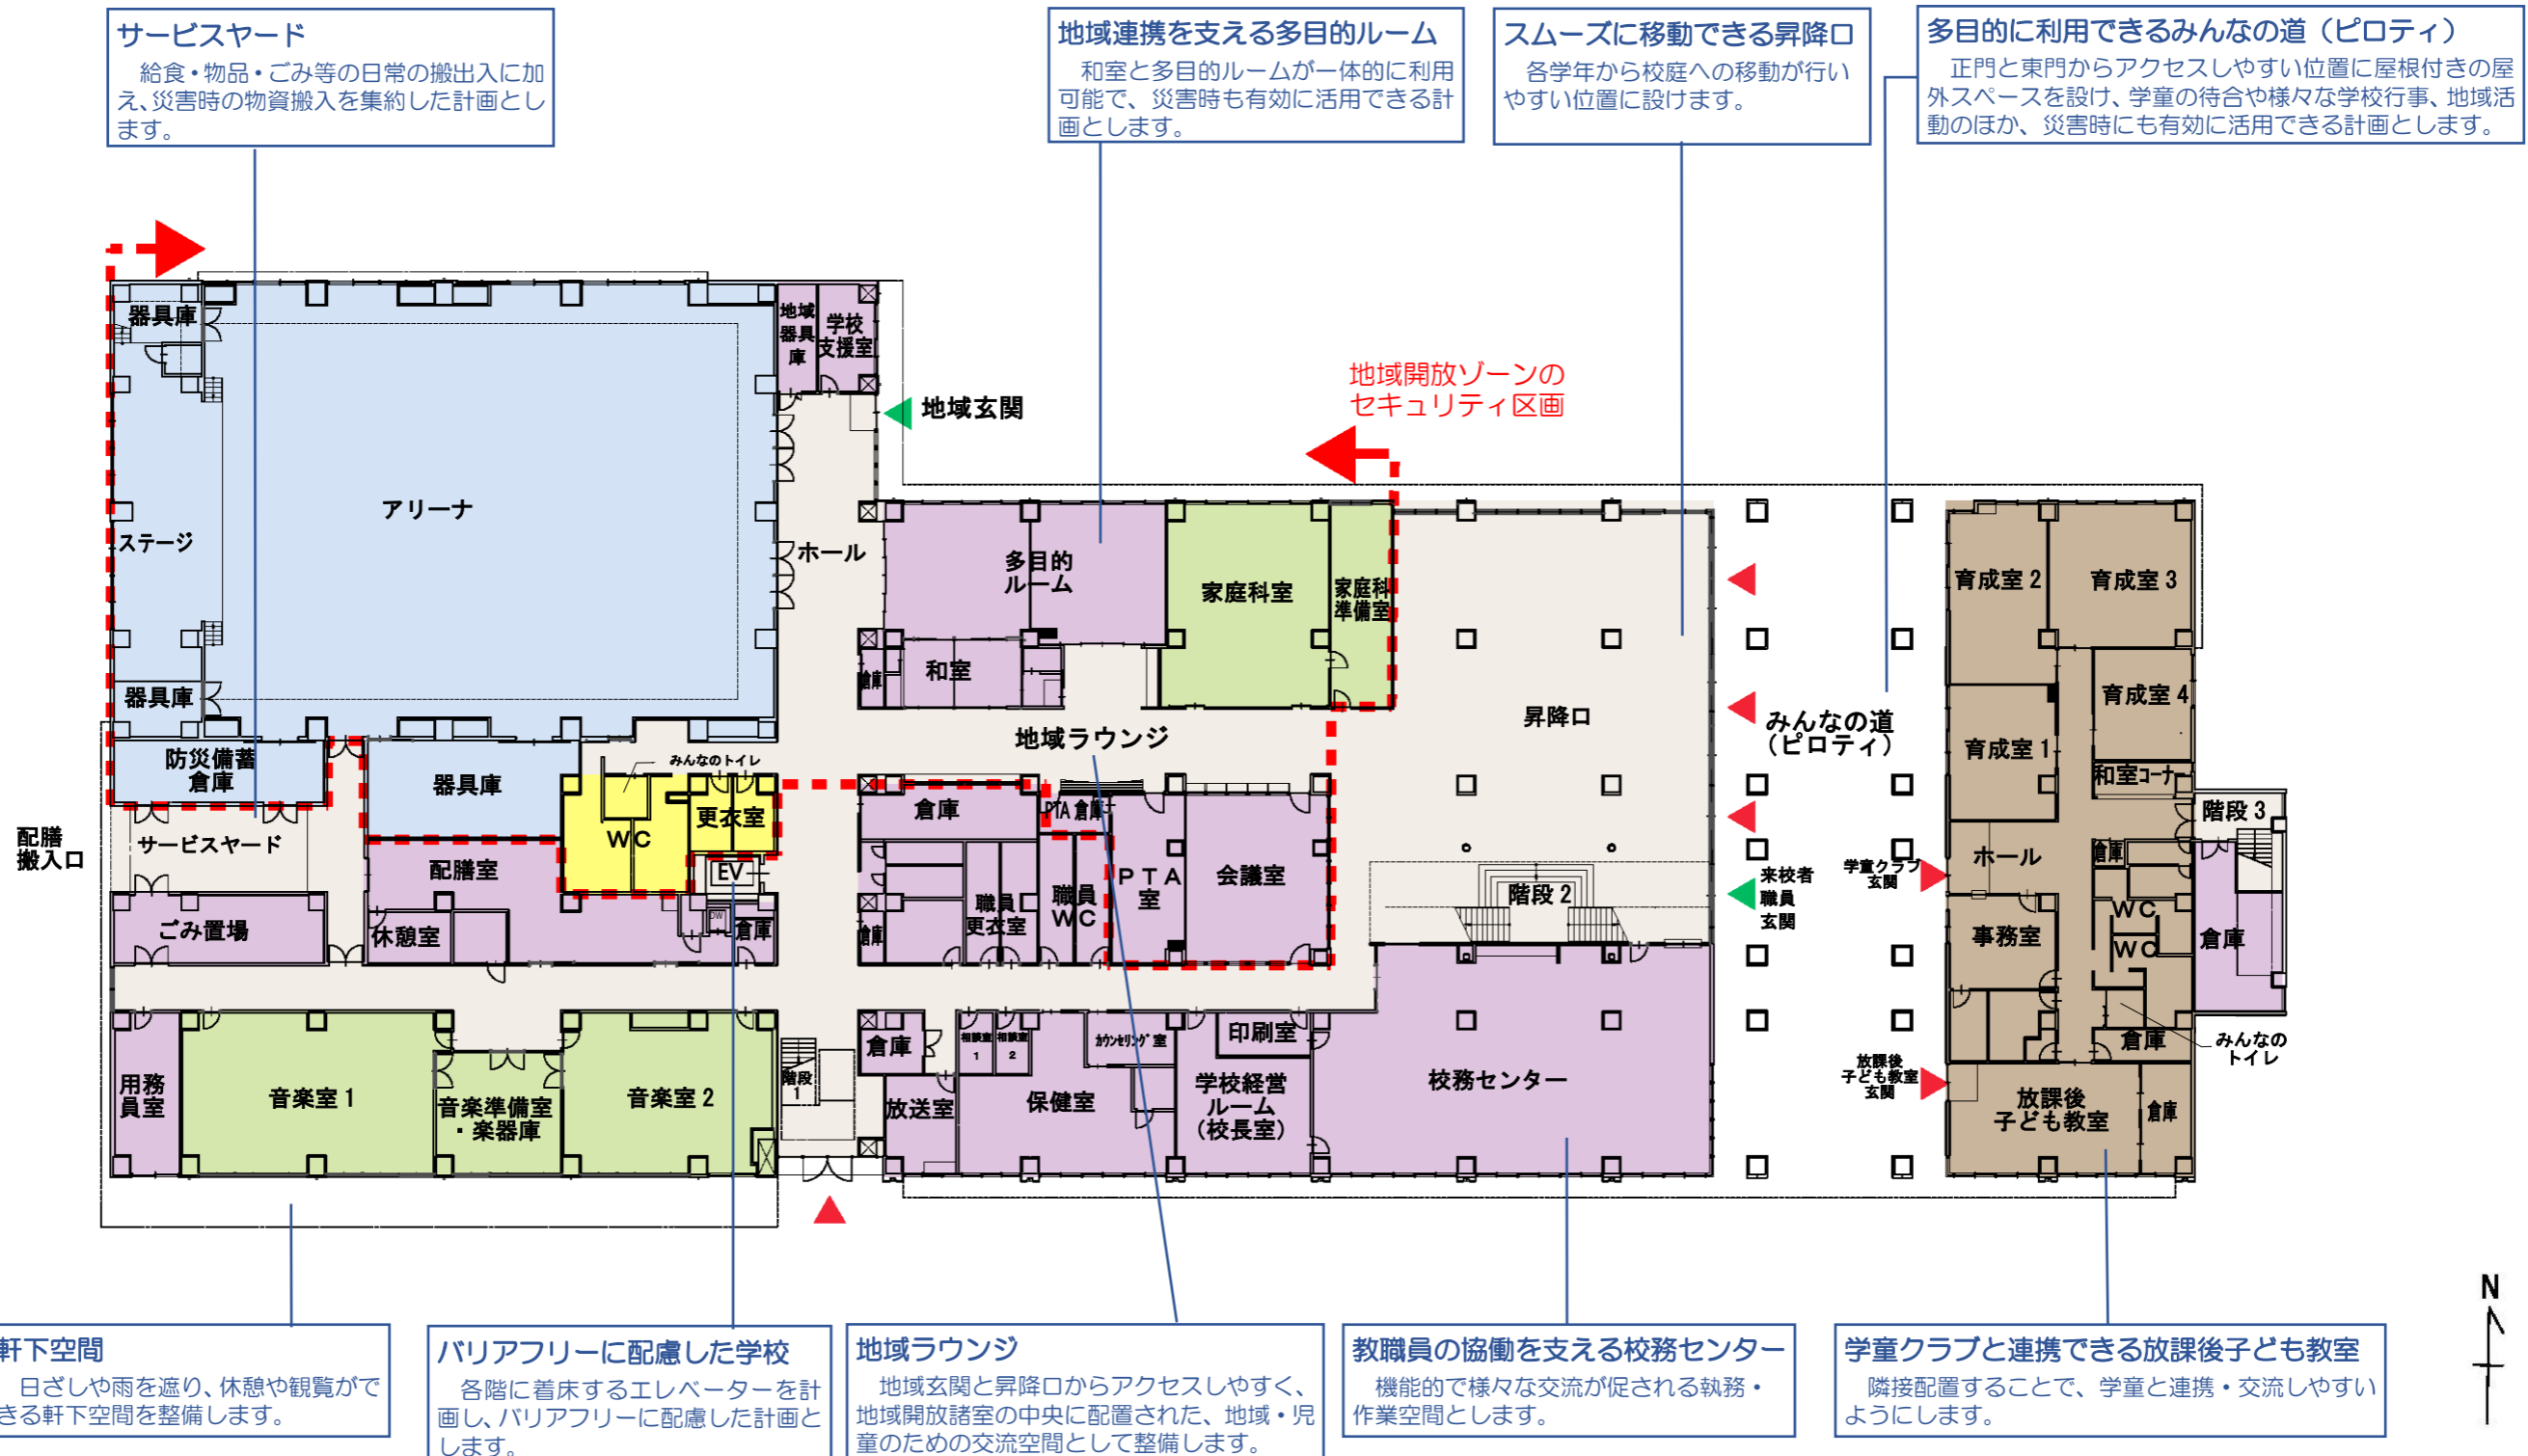 サービスヤード
給食・物品・ごみ等の日常の搬出入に加
え、災害時の物資搬入を集約した計画とし
ます。
地域連携を支える多目的ルーム
和室と多目的ルームが一体的に利用
可能で、災害時も有効に活用できる計
画とします。
スムーズに移動できる昇降口
各学年から校庭への移動が行い
やすい位置に設けます。
多目的に利用できるみんなの道（ピロティ）
正門と東門からアクセスしやすい位置に屋根付きの屋
外スペースを設け、学童の待合や様々な学校行事、地域活
動のほか、災害時にも有効に活用できる計画とします。
器具庫
地域
器具
庫
学校
支援室
地域玄関
地域開放ゾーンの
セキュリティ区画
アリーナ
ステージ
ホール
多目的
ルーム
家庭科室
家庭科
準備室
育成室２
育成室３
器具庫
倉庫
和室
昇降口
みんなの道
（ピロティ）
育成室１
育成室４
和室コーナー
地域ラウンジ
防災備蓄
倉庫
器具庫
みんなのトイレ
ＷＣ
更衣室
倉庫
PTA 倉庫
階段３
配膳
搬入口
サービスヤード
配膳室
EV
DW
職員
更衣室
職員
ＷＣ
ＰＴＡ
室
会議室
階段２
来校者
職員
玄関
学童クラブ
玄関
ホール
倉庫
ごみ置場
休憩室
倉庫
倉庫
事務室
ＷＣ
ＷＣ
倉庫
用務
員室
音楽室１
音楽準備室
・楽器庫
音楽室２
階段
1
倉庫
放送室
相談室
1
相談室
2
カウンセリング室
保健室
印刷室
学校経営
ルーム
（校長室）
校務センター
放課後
子ども教室
玄関
放課後
子ども教室
倉庫
倉庫
みんなの
トイレ
N
軒下空間
日ざしや雨を遮り、休憩や観覧がで
きる軒下空間を整備します。
バリアフリーに配慮した学校
各階に着床するエレベーターを計
画し、バリアフリーに配慮した計画と
します。
地域ラウンジ
地域玄関と昇降口からアクセスしやすく、
地域開放諸室の中央に配置された、地域・児
童のための交流空間として整備します。
教職員の協働を支える校務センター
機能的で様々な交流が促される執務・
作業空間とします。
学童クラブと連携できる放課後子ども教室
隣接配置することで、学童と連携・交流しやすい
ようにします。